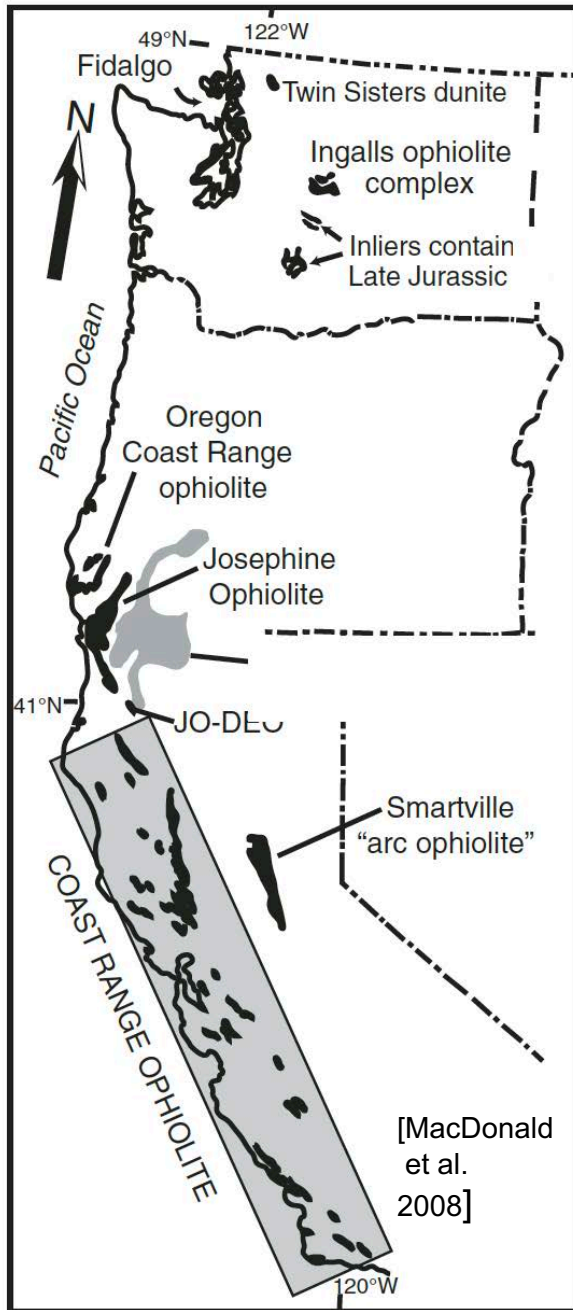 122°W
49°N
Fidalgo
Twin Sisters dunite
N
Ingalls ophiolite
complex
Inliers contain
Late Jurassic
Pacific Ocean
Oregon
Coast Range
ophiolite
Josephine
Ophiolite
41°N
Smartville
“arc ophiolite”
COAST RANGE OPHIOLITE
[MacDonald
et al.
2008]
120°W